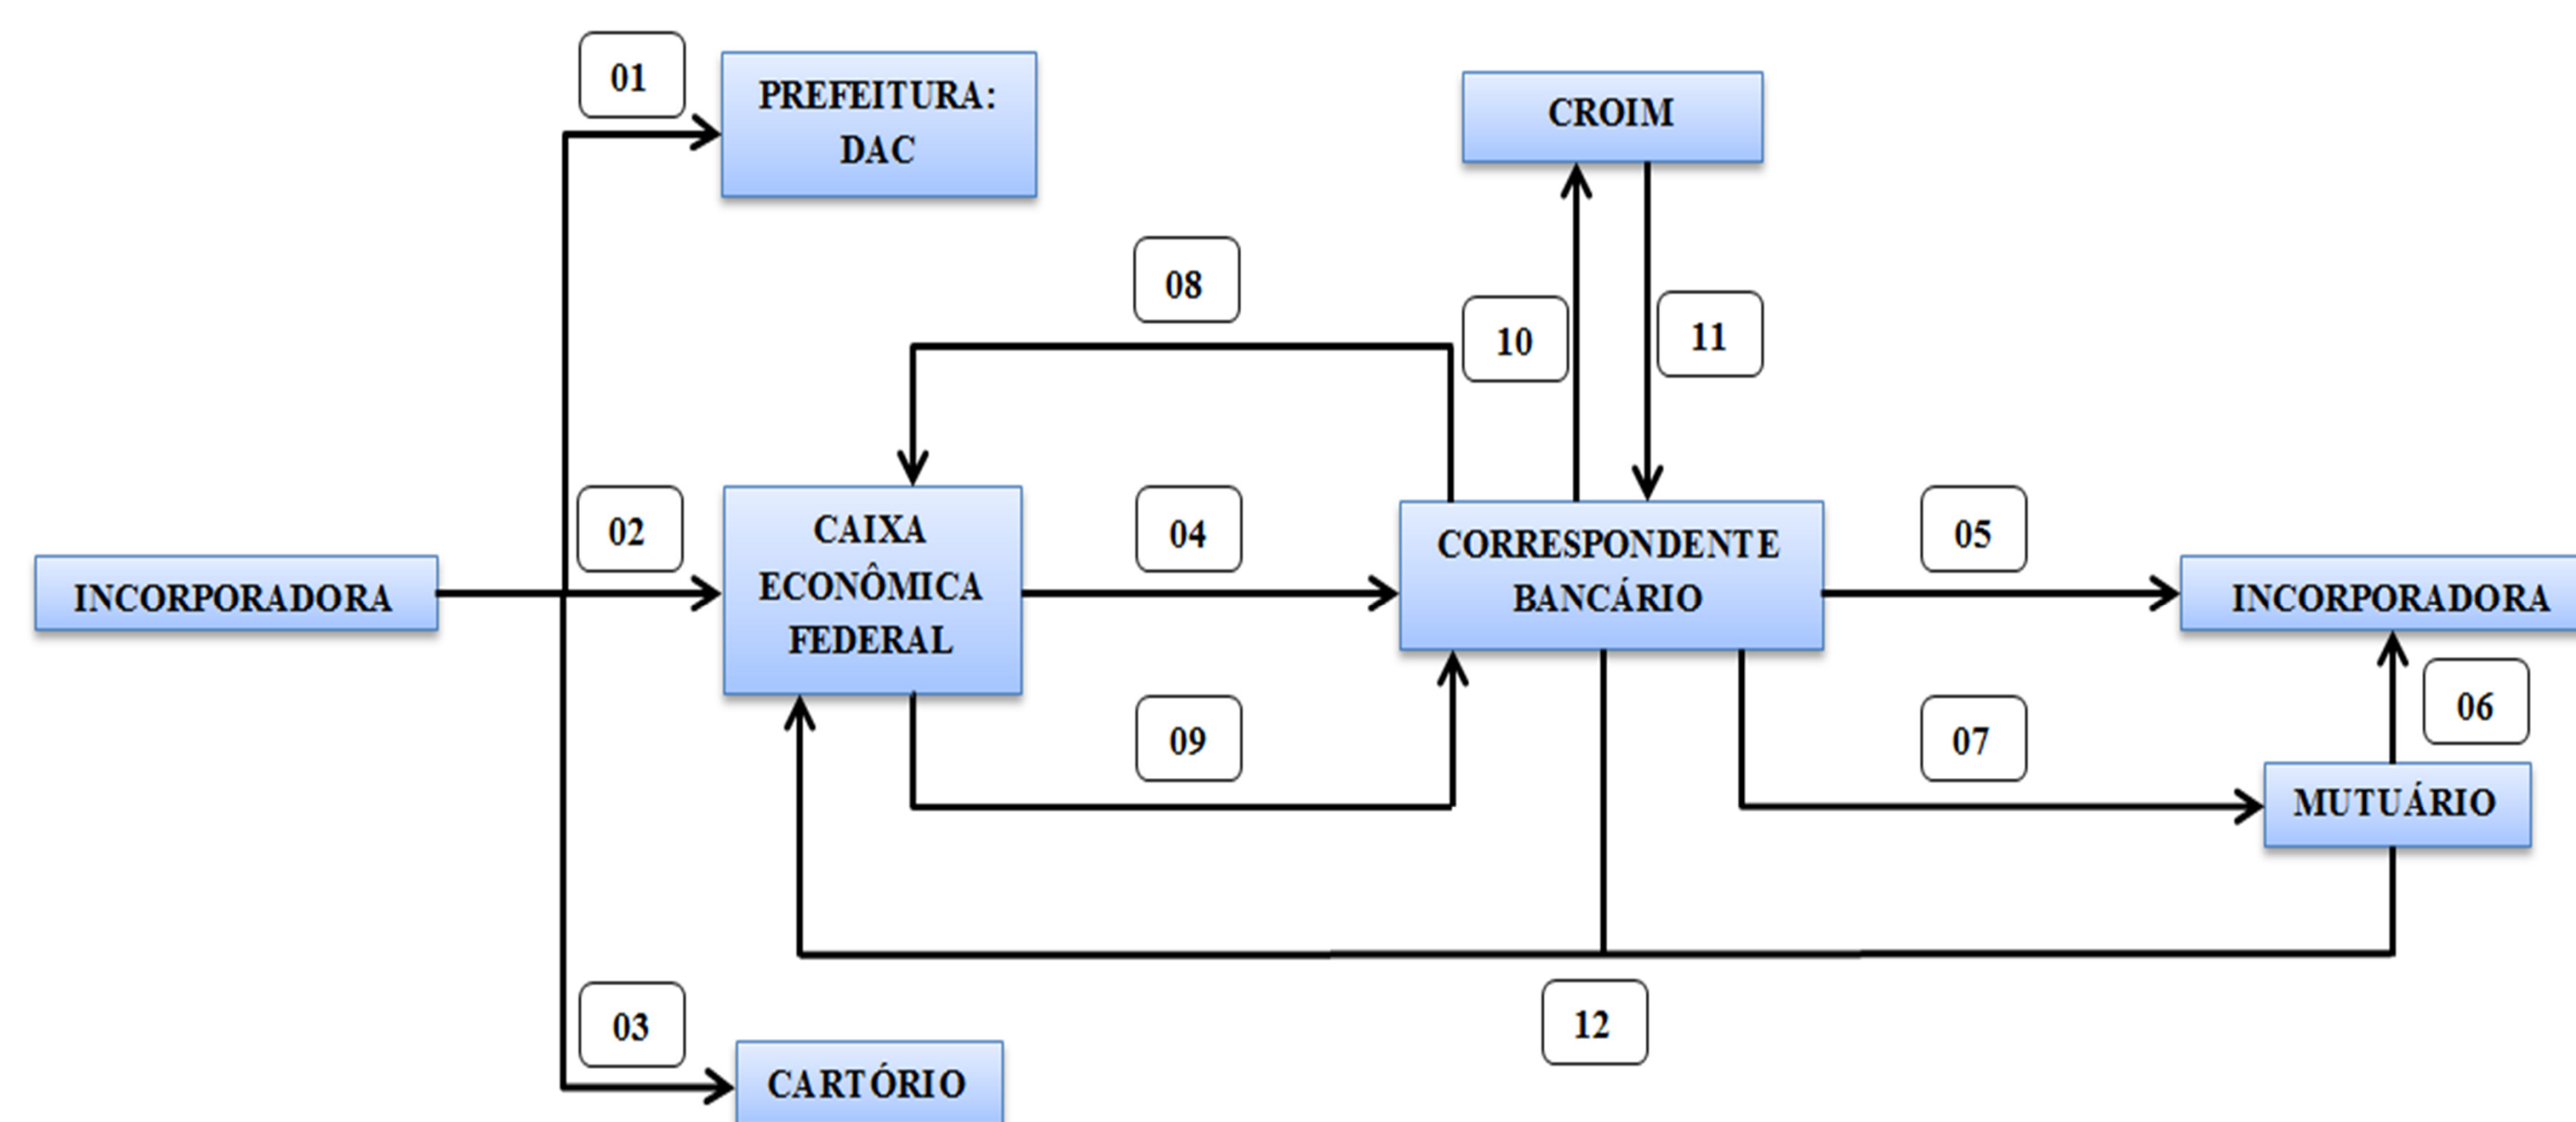 01
PREFEITURA:
DAC
CROIM
08
10
11
02
CAIXA
ECONÔMICA
FEDERAL
04
CORRESPONDENTE
BANCÁRIO
05
INCORPORADORA
INCORPORADORA
06
09
07
MUTUÁRIO
03
12
CARTÓRIO